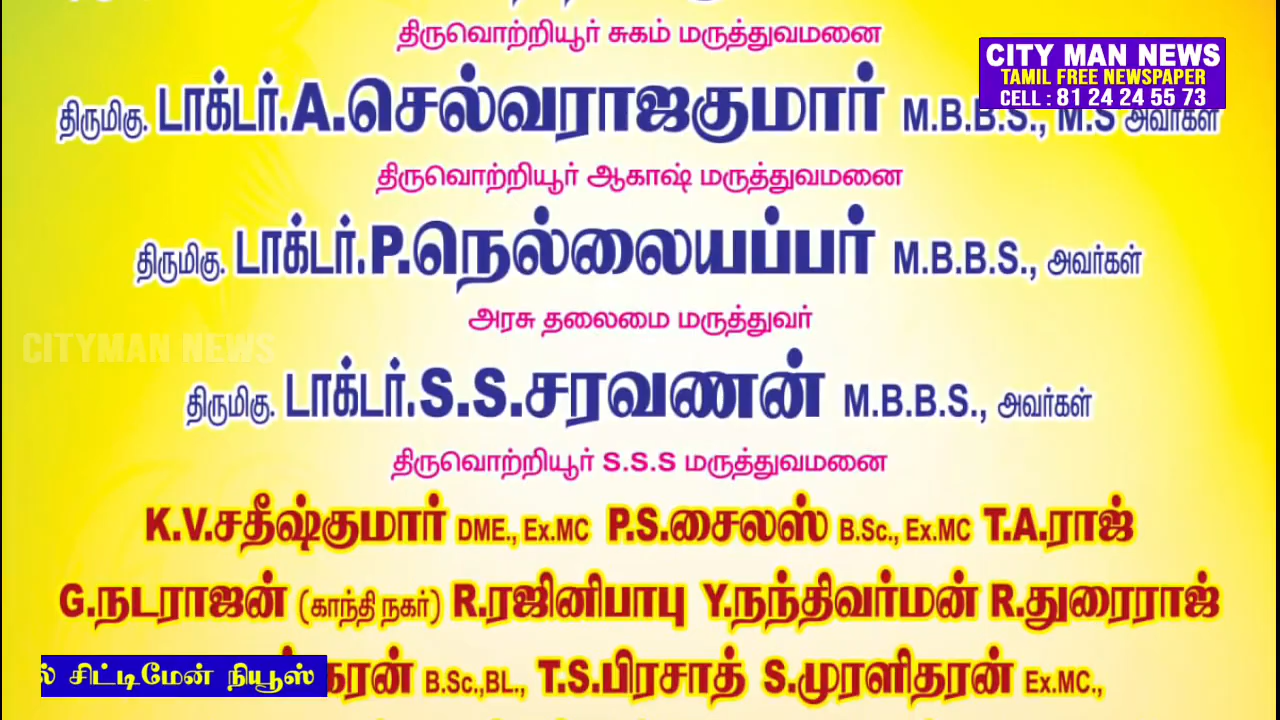 திருவொற்றியூர் சுகம் மருத்துவமனை
CITY MAN NEWS
TAMIL FREE NEWSPAPER
CELL : 81 24 24 55 73
திருமிகு. டாக்டர்.A.செல்வராஜகுமார் M.B.B.S., M.S அவர்கள்
திருவொற்றியூர் ஆகாஷ் மருத்துவமனை
திருமிகு. டாக்டர்.P.நெல்லையப்பர் M.B.B.S., அவர்கள்
அரசு தலைமை மருத்துவர்
CITYMAN NEWS
திருமிகு. டாக்டர்.S.S.சரவணன் M.B.B.S., அவர்கள்
திருவொற்றியூர் S.S.S மருத்துவமனை
K.V.சதீஷ்குமார் DME., Ex.MC P.S.சைலஸ் B.Sc., Ex.MC T.A.ராஜ்
G.நடராஜன் (காந்தி நகர்) R.ரஜினிபாபு Y.நந்திவர்மன் R.துரைராஜ்
சிட்டிமேன் நியூஸ்
B.Sc.,BL., T.S.பிரசாத் S.முரளிதரன் Ex.MC.,